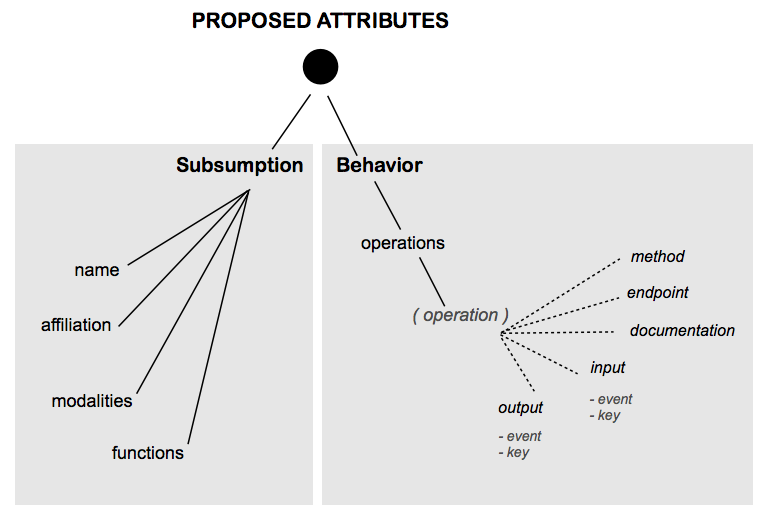 PROPOSED ATTRIBUTES
Subsumption
name
affiliation
modalities
functions
Behavior
operations
( operation )
method
endpoint
documentation
input
- event
- key
output
- event
- key